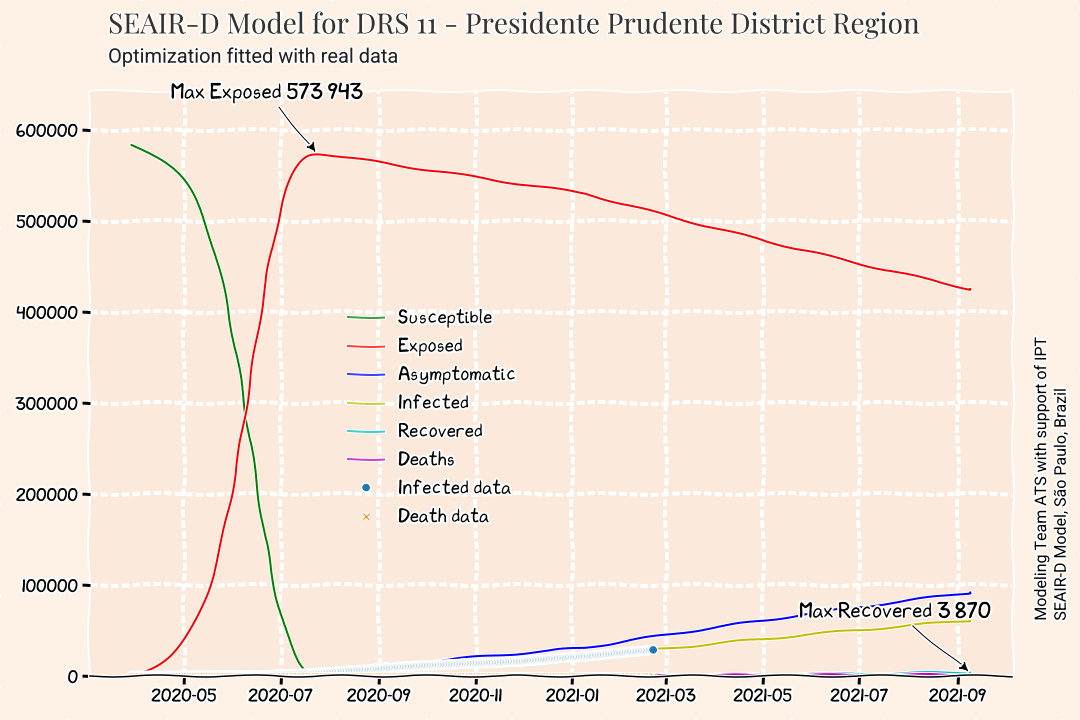 SEAIR-D Model for DRS 11 - Presidente Prudente District Region
Optimization fitted with real data
Max Exposed 573 943
600000
500000
400000
300000
200000
100000
0
Susceptible
Exposed
Asymptomatic
Infected
Recovered
Deaths
Infected data
Death data
Max Recovered 3 870
2020-05
2020-07
2020-09
2020-11
2021-01
2021-03
2021-05
2021-07
2021-09
Modeling Team ATS with support of IPT
SEAIR-D Model, São Paulo, Brazil